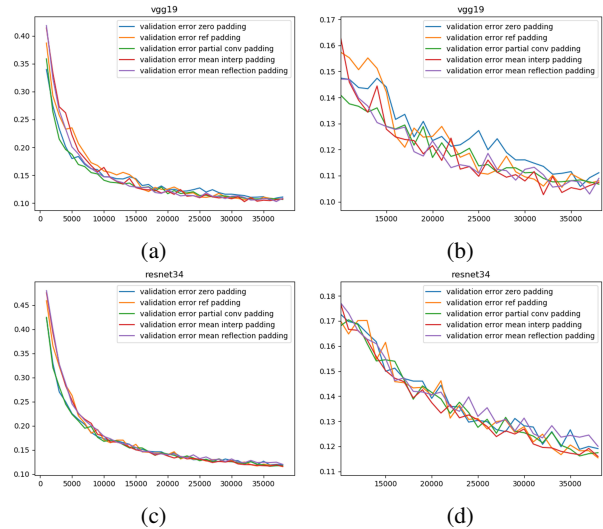 vgg19
validation error zero padding
validation error ref padding
validation error partial conv padding
validation error mean interp padding
validation error mean reflection padding
0.40
0.35
0.30
0.25
0.20
0.15
0.10
0 5000 10000 15000 20000 25000 30000 35000
(a)
vgg19
validation error zero padding
validation error ref padding
validation error partial conv padding
validation error mean interp padding
validation error mean reflection padding
0.17
0.16
0.15
0.14
0.13
0.12
0.11
0.10
15000 20000 25000 30000 35000
(b)
resnet34
validation error zero padding
validation error ref padding
validation error partial conv padding
validation error mean interp padding
validation error mean reflection padding
0.45
0.40
0.35
0.30
0.25
0.20
0.15
0.10
0 5000 10000 15000 20000 25000 30000 35000
(c)
resnet34
validation error zero padding
validation error ref padding
validation error partial conv padding
validation error mean interp padding
validation error mean reflection padding
0.18
0.17
0.16
0.15
0.14
0.13
0.12
0.11
15000 20000 25000 30000 35000
(d)